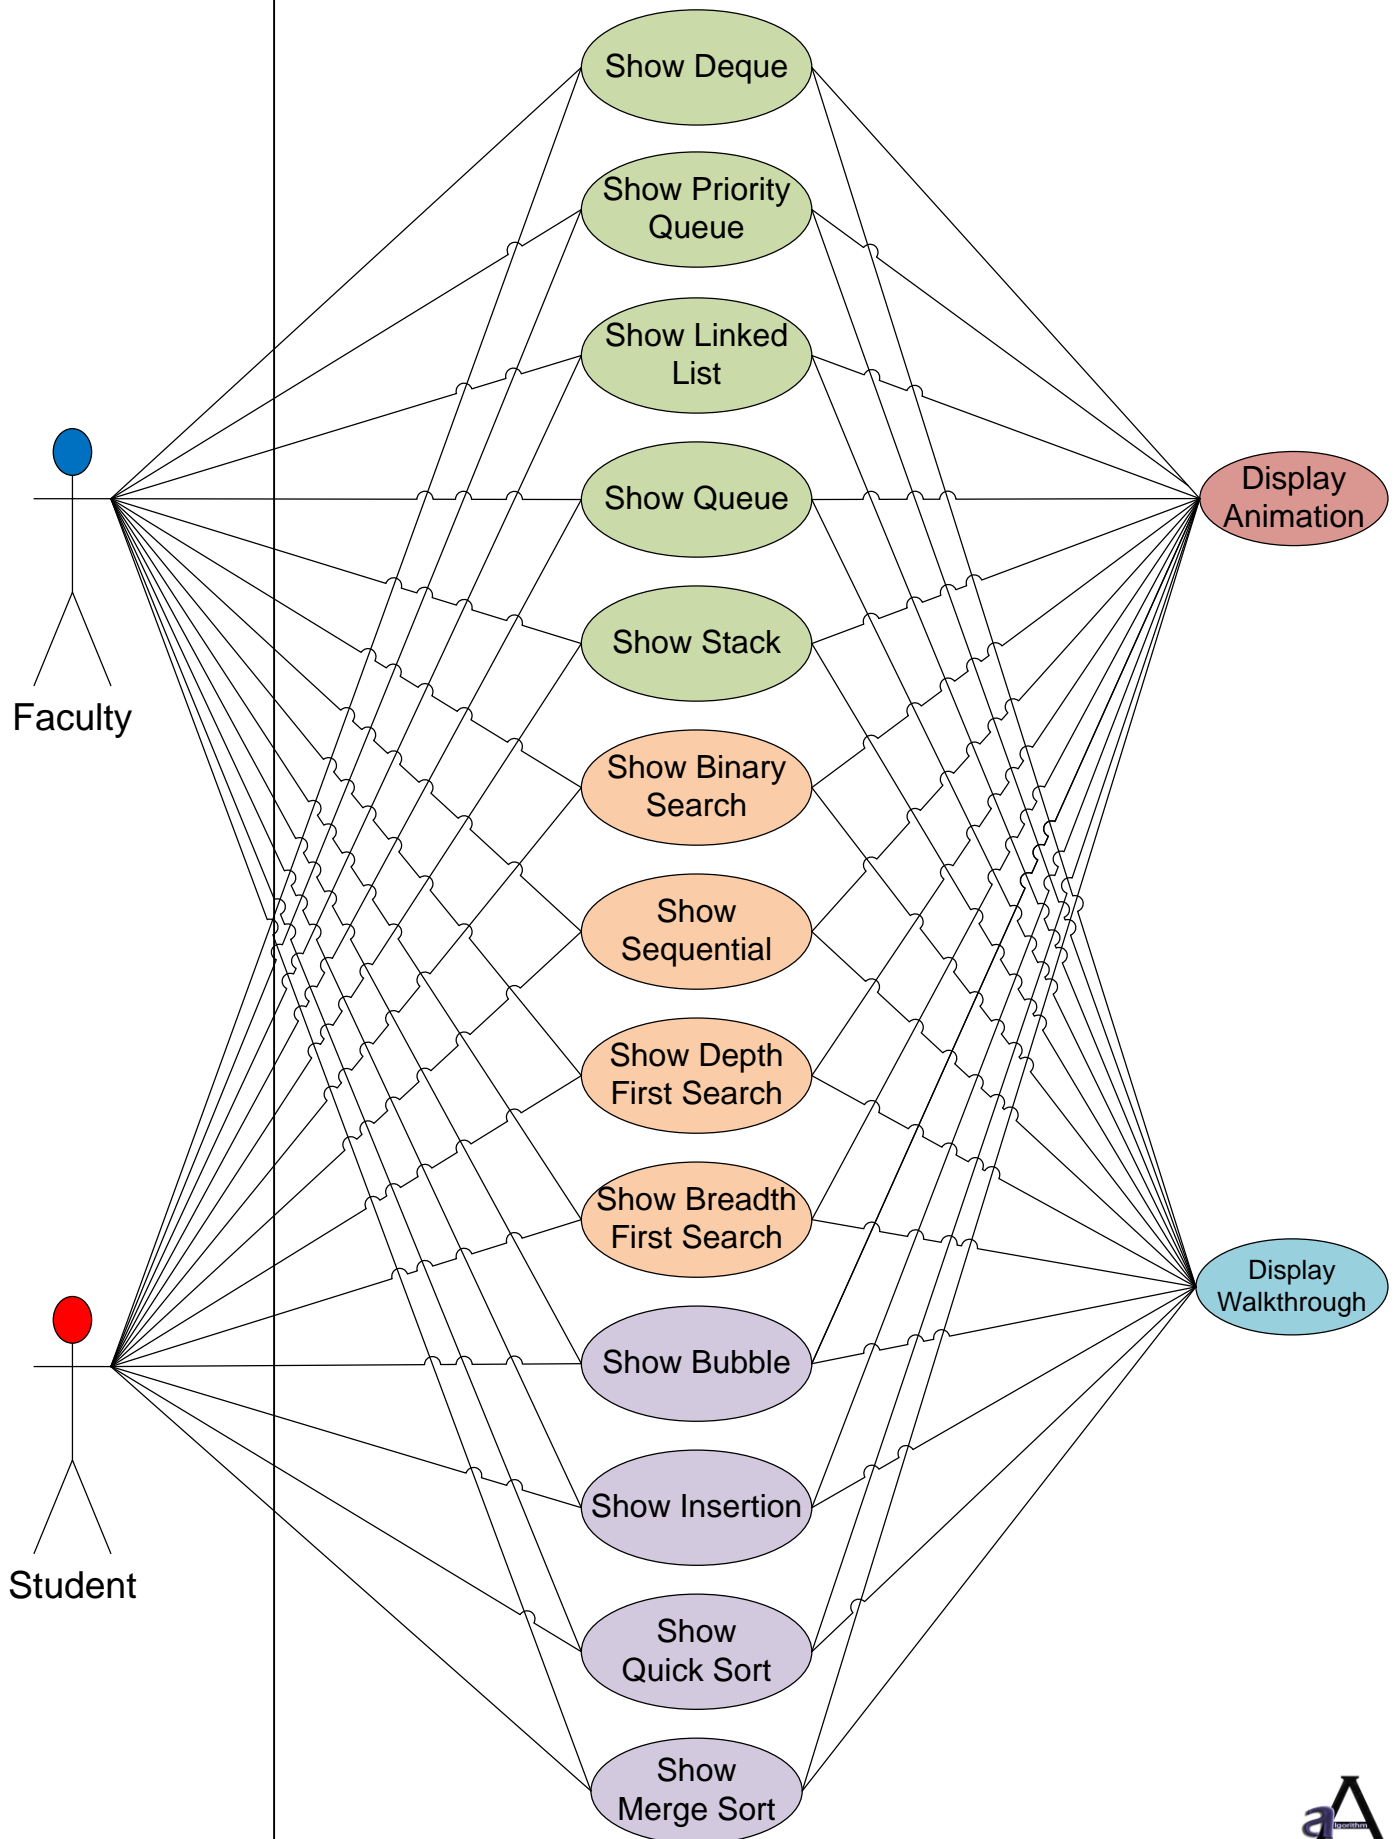 Show Deque
Show Priority
Queue
Show Linked
List
Show Queue
Show Stack
Show Binary
Search
Show
Sequential
Show Depth
First Search
Show Breadth
First Search
Show Bubble
Show Insertion
Show
Quick Sort
Show
Merge Sort
Faculty
Student
Display
Animation
Display
Walkthrough
aA
lgorithm